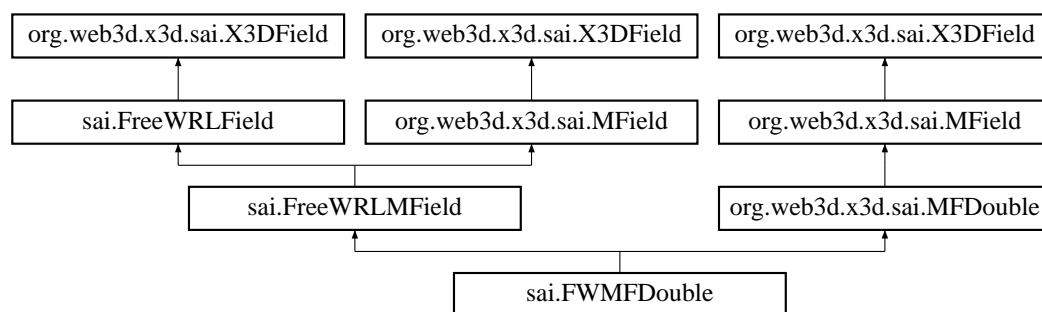 org.web3d.x3d.sai.X3DField
org.web3d.x3d.sai.X3DField
org.web3d.x3d.sai.X3DField
sai.FreeWRLField
org.web3d.x3d.sai.MField
org.web3d.x3d.sai.MField
sai.FreeWRLMField
org.web3d.x3d.sai.MFDouble
sai.FWMFDouble